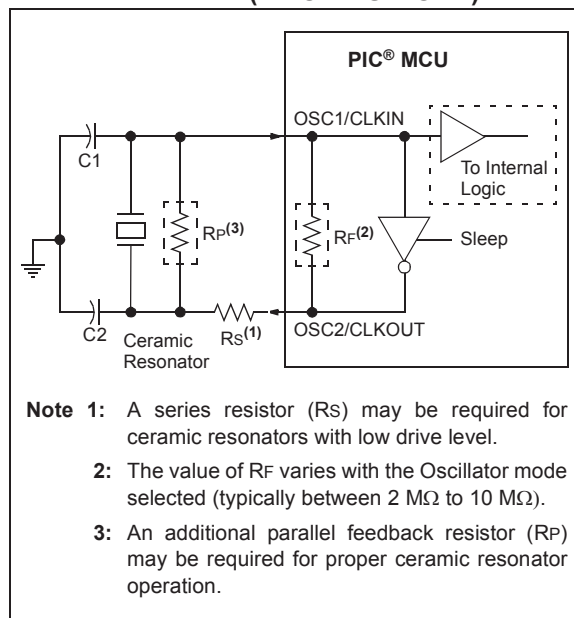 PIC® MCU
OSC1/CLKIN
C1
To Internal
Logic
RP(3)
RF(2)
Sleep
C2
Ceramic
Resonator
RS(1)
OSC2/CLKOUT
Note 1: A series resistor (RS) may be required for
ceramic resonators with low drive level.
2: The value of RF varies with the Oscillator mode
selected (typically between 2 MΩ to 10 MΩ).
3: An additional parallel feedback resistor (RP)
may be required for proper ceramic resonator
operation.